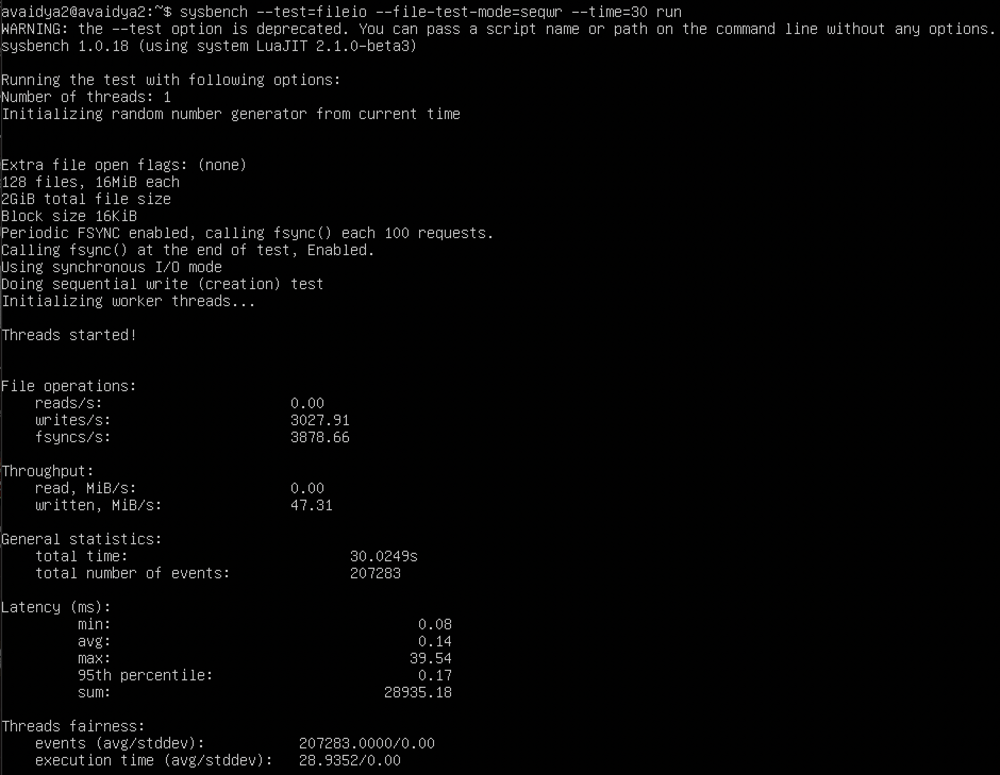 avaidya2@avaidya2:~$ sysbench --test=fileio --file-test-mode=seqwr --time=30 run
WARNING: the --test option is deprecated. You can pass a script name or path on the command line without any options.
sysbench 1.0.18 (using system LuaJIT 2.1.0-beta3)
Running the test with following options:
Number of threads: 1
Initializing random number generator from current time
Extra file open flags: (none)
128 files, 16MiB each
2GiB total file size
Block size 16KiB
Periodic FSYNC enabled, calling fsync() each 100 requests.
Calling fsync() at the end of test, Enabled.
Using synchronous I/O mode
Doing sequential write (creation) test
Initializing worker threads...
Threads started!
File operations:
reads/s: 0.00
writes/s: 3027.91
fsyncs/s: 3878.66
Throughput:
read, MiB/s: 0.00
written, MiB/s: 47.31
General statistics:
total time: 30.0249s
total number of events: 207283
Latency (ms):
min: 0.08
avg: 0.14
max: 39.54
95th percentile: 0.17
sum: 28935.18
Threads fairness:
events (avg/stddev): 207283.0000/0.00
execution time (avg/stddev): 28.9352/0.00